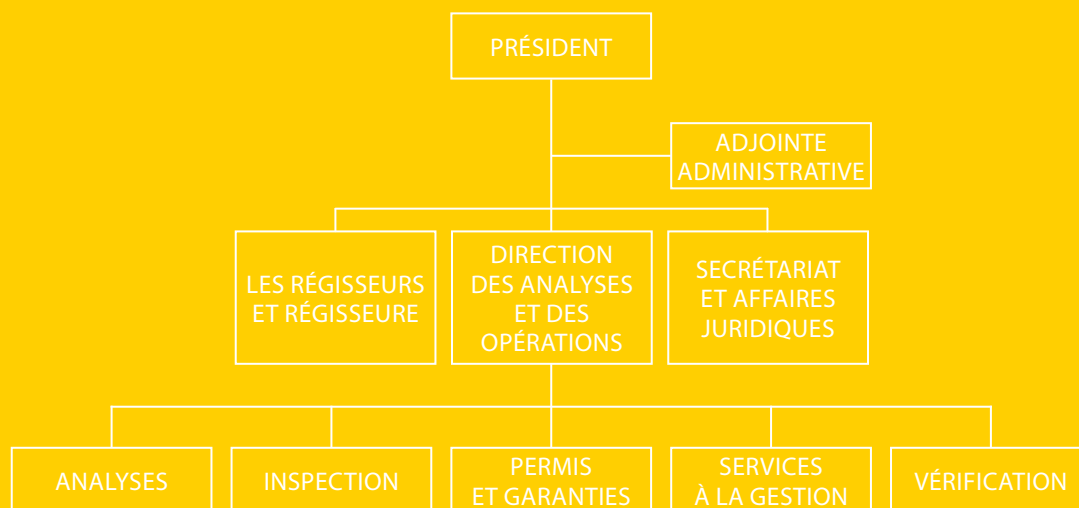 PRÉSIDENT
ADJOINTE
ADMINISTRATIVE
LES RÉGISSEURS
ET RÉGISSEURE
DIRECTION
DES ANALYSES
ET DES
OPÉRATIONS
SECRÉTARIAT
ET AFFAIRES
JURIDIQUES
ANALYSES
INSPECTION
PERMIS
ET GARANTIES
SERVICES
À LA GESTION
VÉRIFICATION